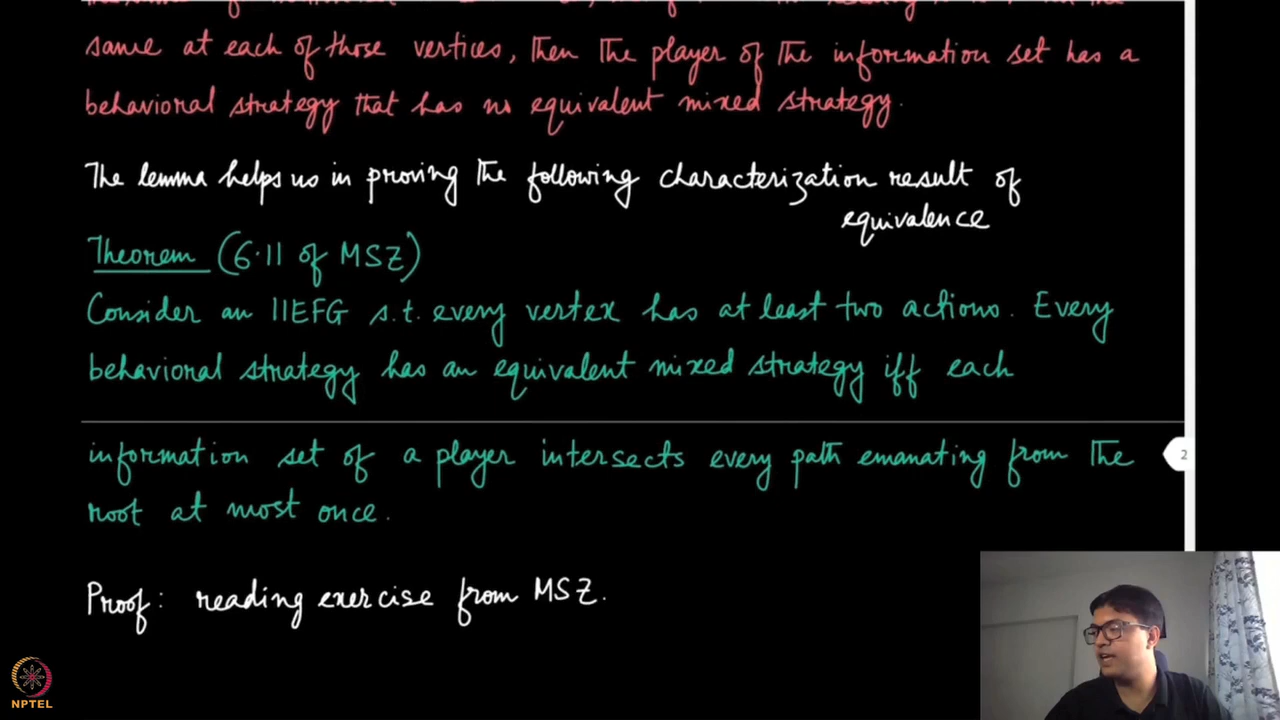 same at each of those vertices, then the player of the information set has a
behavioral strategy that has no equivalent mixed strategy.
The lemma helps us in proving the following characterization result of
equivalence
Theorem (6.11 of MSZ)
Consider an IIEFG s.t. every vertex has at least two actions. Every
behavioral strategy has an equivalent mixed strategy iff each
information set of a player intersects every path emanating from the
2
root at most once.
Proof: reading exercise from MSZ.
NPTEL